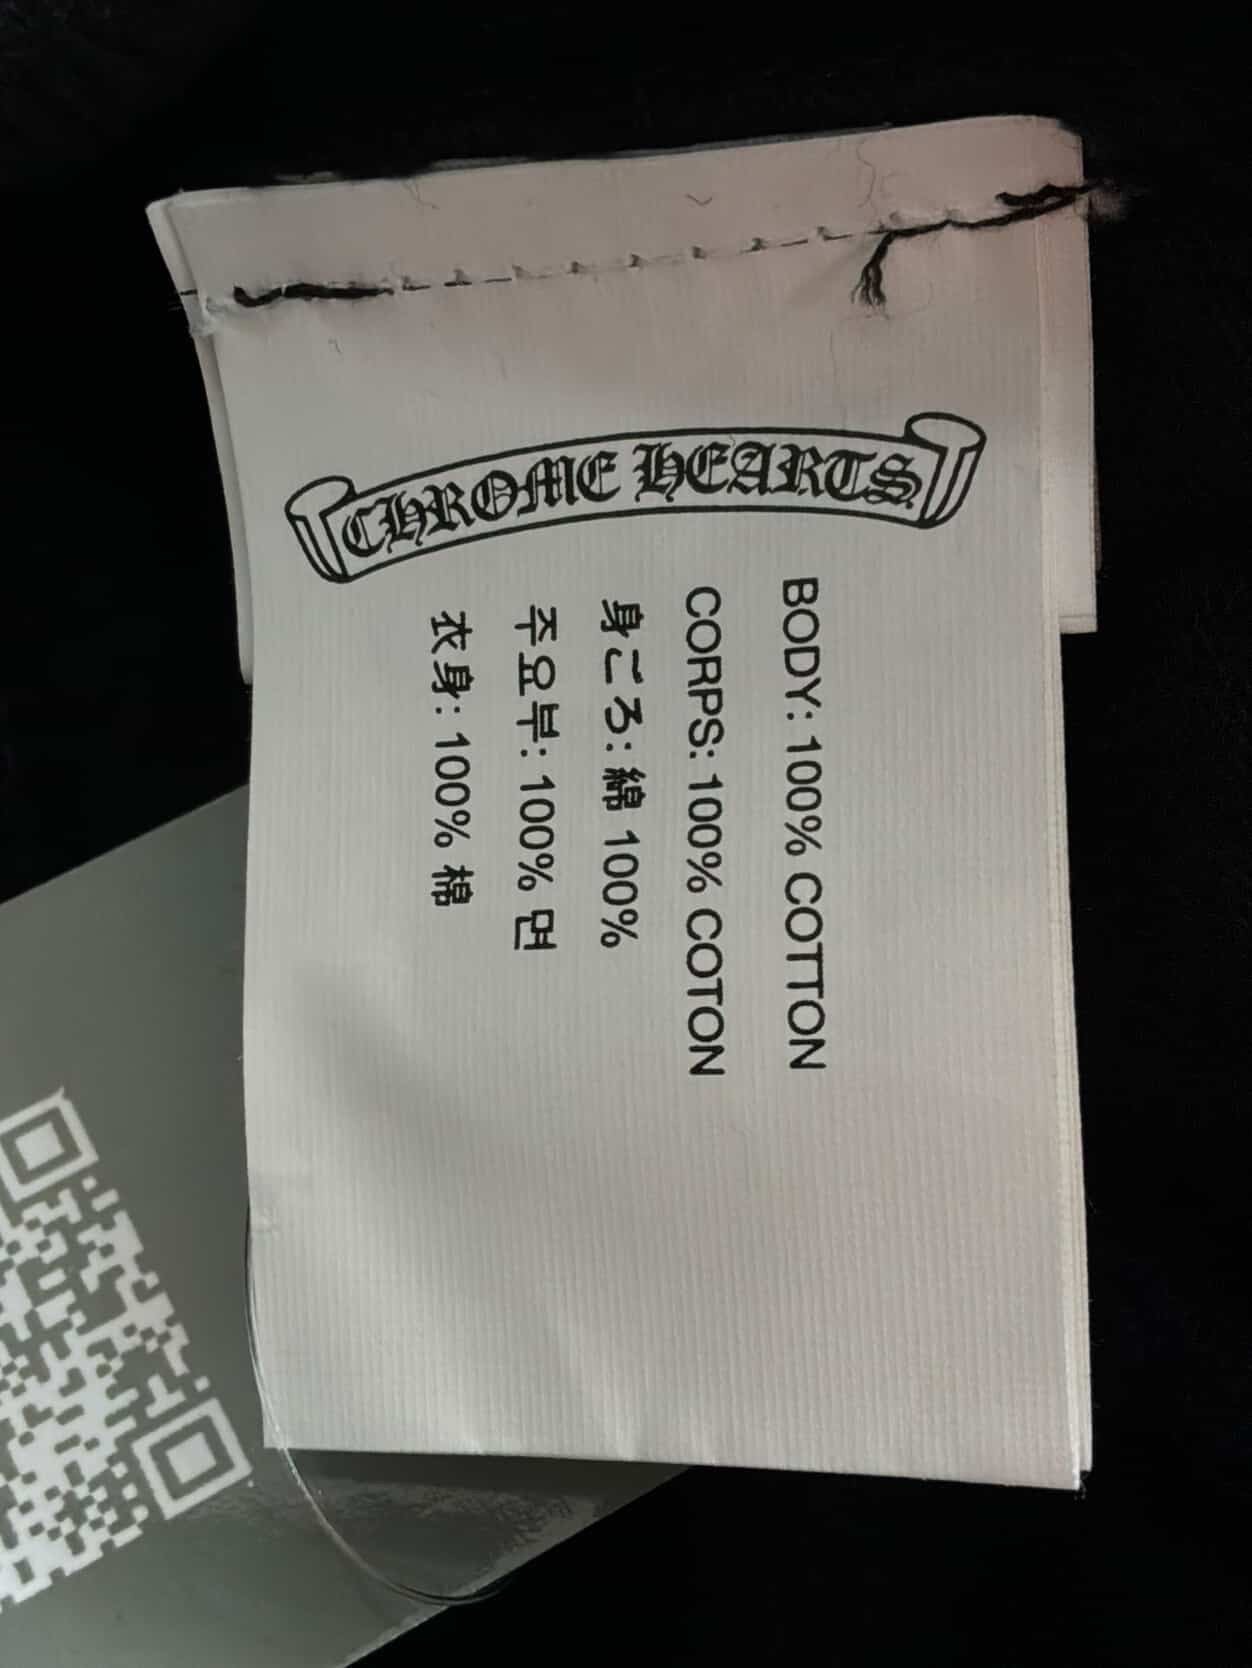 CHROME HEARTS
BODY: 100% COTTON
CORPS: 100% COTON
身ごろ: 綿 100%
주요부: 100% 면
衣身: 100% 棉